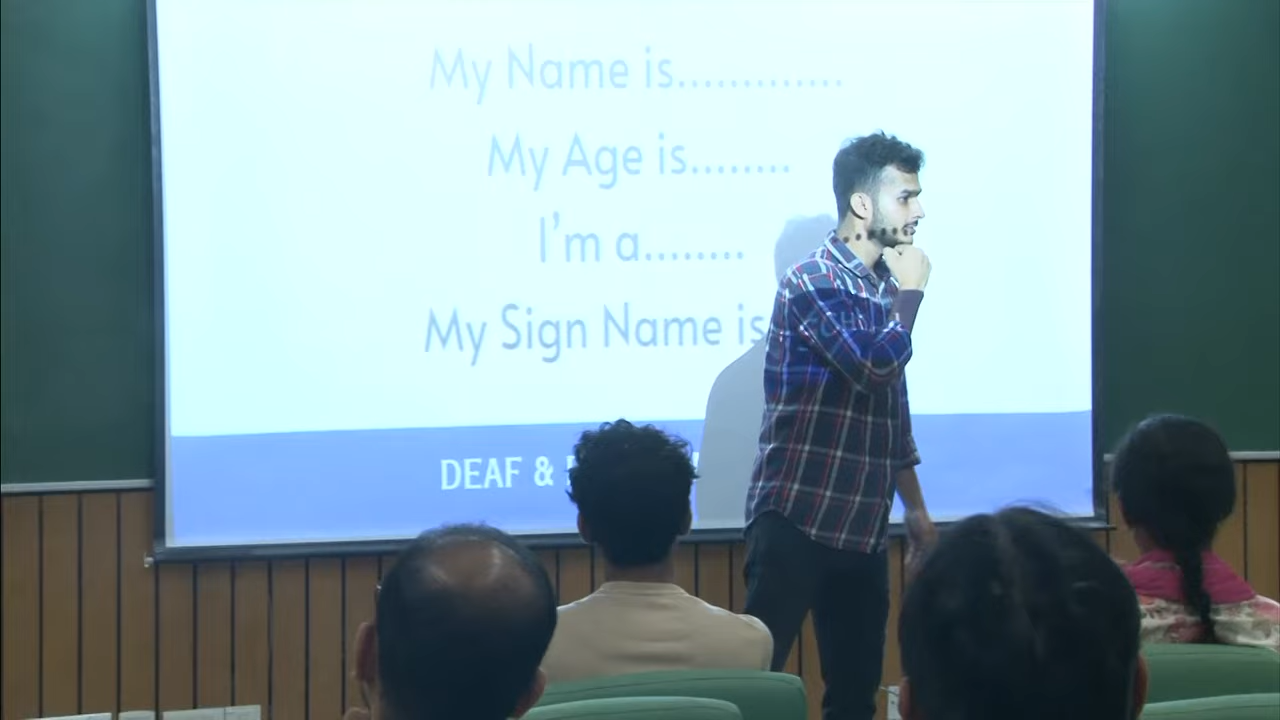 My Name is.............
My Age is........
I'm a........
My Sign Name is
DEAF &